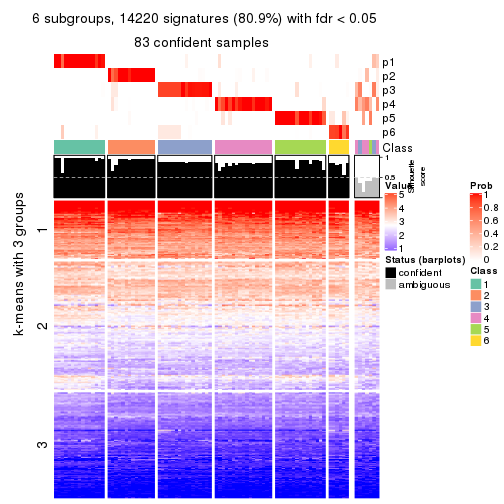 6 subgroups, 14220 signatures (80.9%) with fdr < 0.05
83 confident samples
p1
p2
p3
p4
p5
p6
Class
1
0.5
0
Silhouette
score
k-means with 3 groups
1
2
3
Value
5
4
3
2
1
Status (barplots)
confident
ambiguous
Prob
1
0.8
0.6
0.4
0.2
0
Class
1
2
3
4
5
6